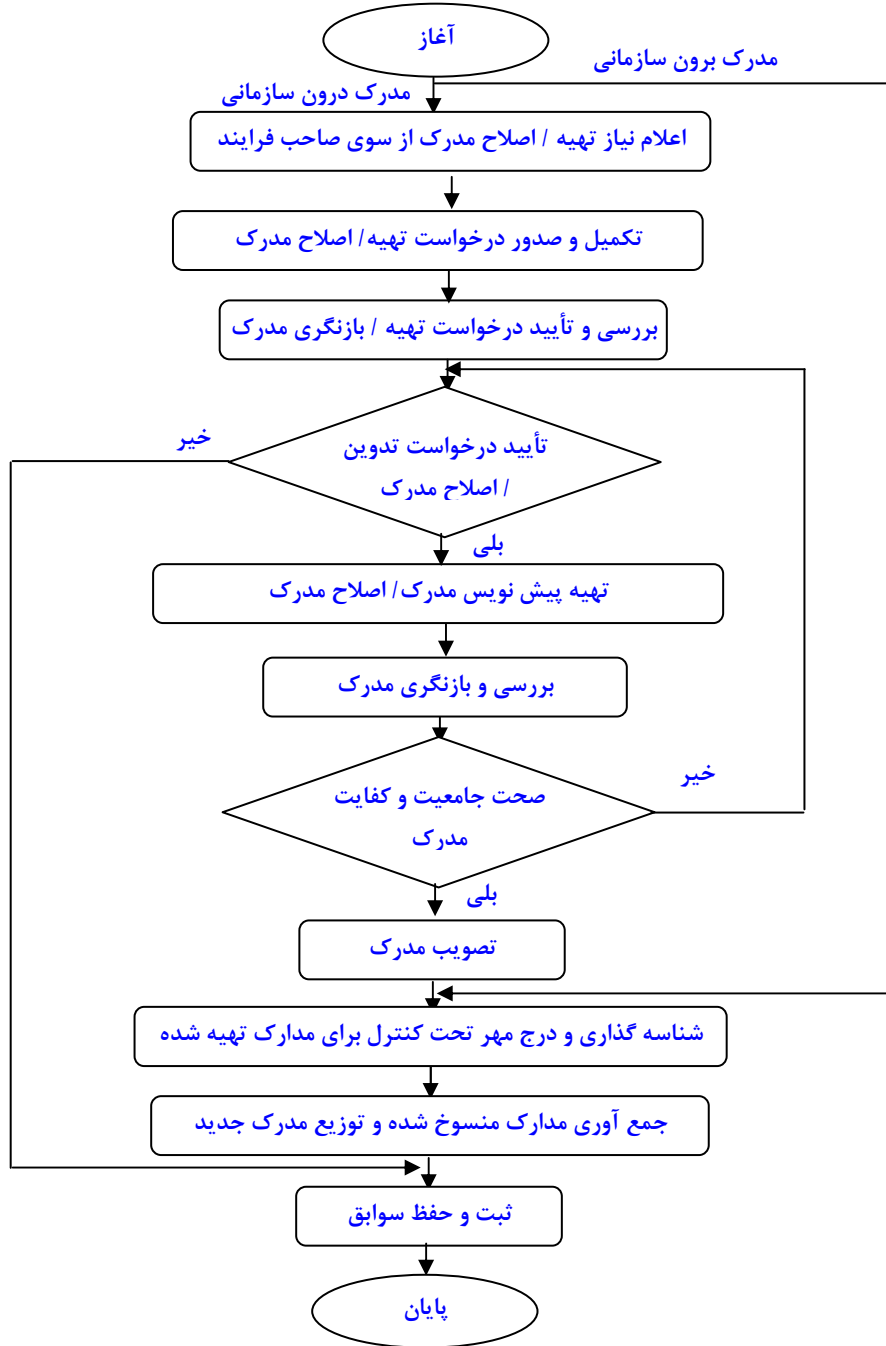 آغاز
مدرک برون سازمانی
مدرک درون سازمانی
اعلام نیاز تهیه / اصلاح مدرک از سوی صاحب فرایند
تکمیل و صدور درخواست تهیه/ اصلاح مدرک
بررسی و تأیید درخواست تهیه / بازنگری مدرک
تأیید درخواست تدوین
/ اصلاح مدرک
خیر
بلی
تهیه پیش نویس مدرک/ اصلاح مدرک
بررسی و بازنگری مدرک
صحت جامعیت و کفایت
مدرک
خیر
بلی
تصویب مدرک
شناسه گذاری و درج مهر تحت کنترل برای مدارک تهیه شده
جمع آوری مدارک منسوخ شده و توزیع مدرک جدید
ثبت و حفظ سوابق
پایان